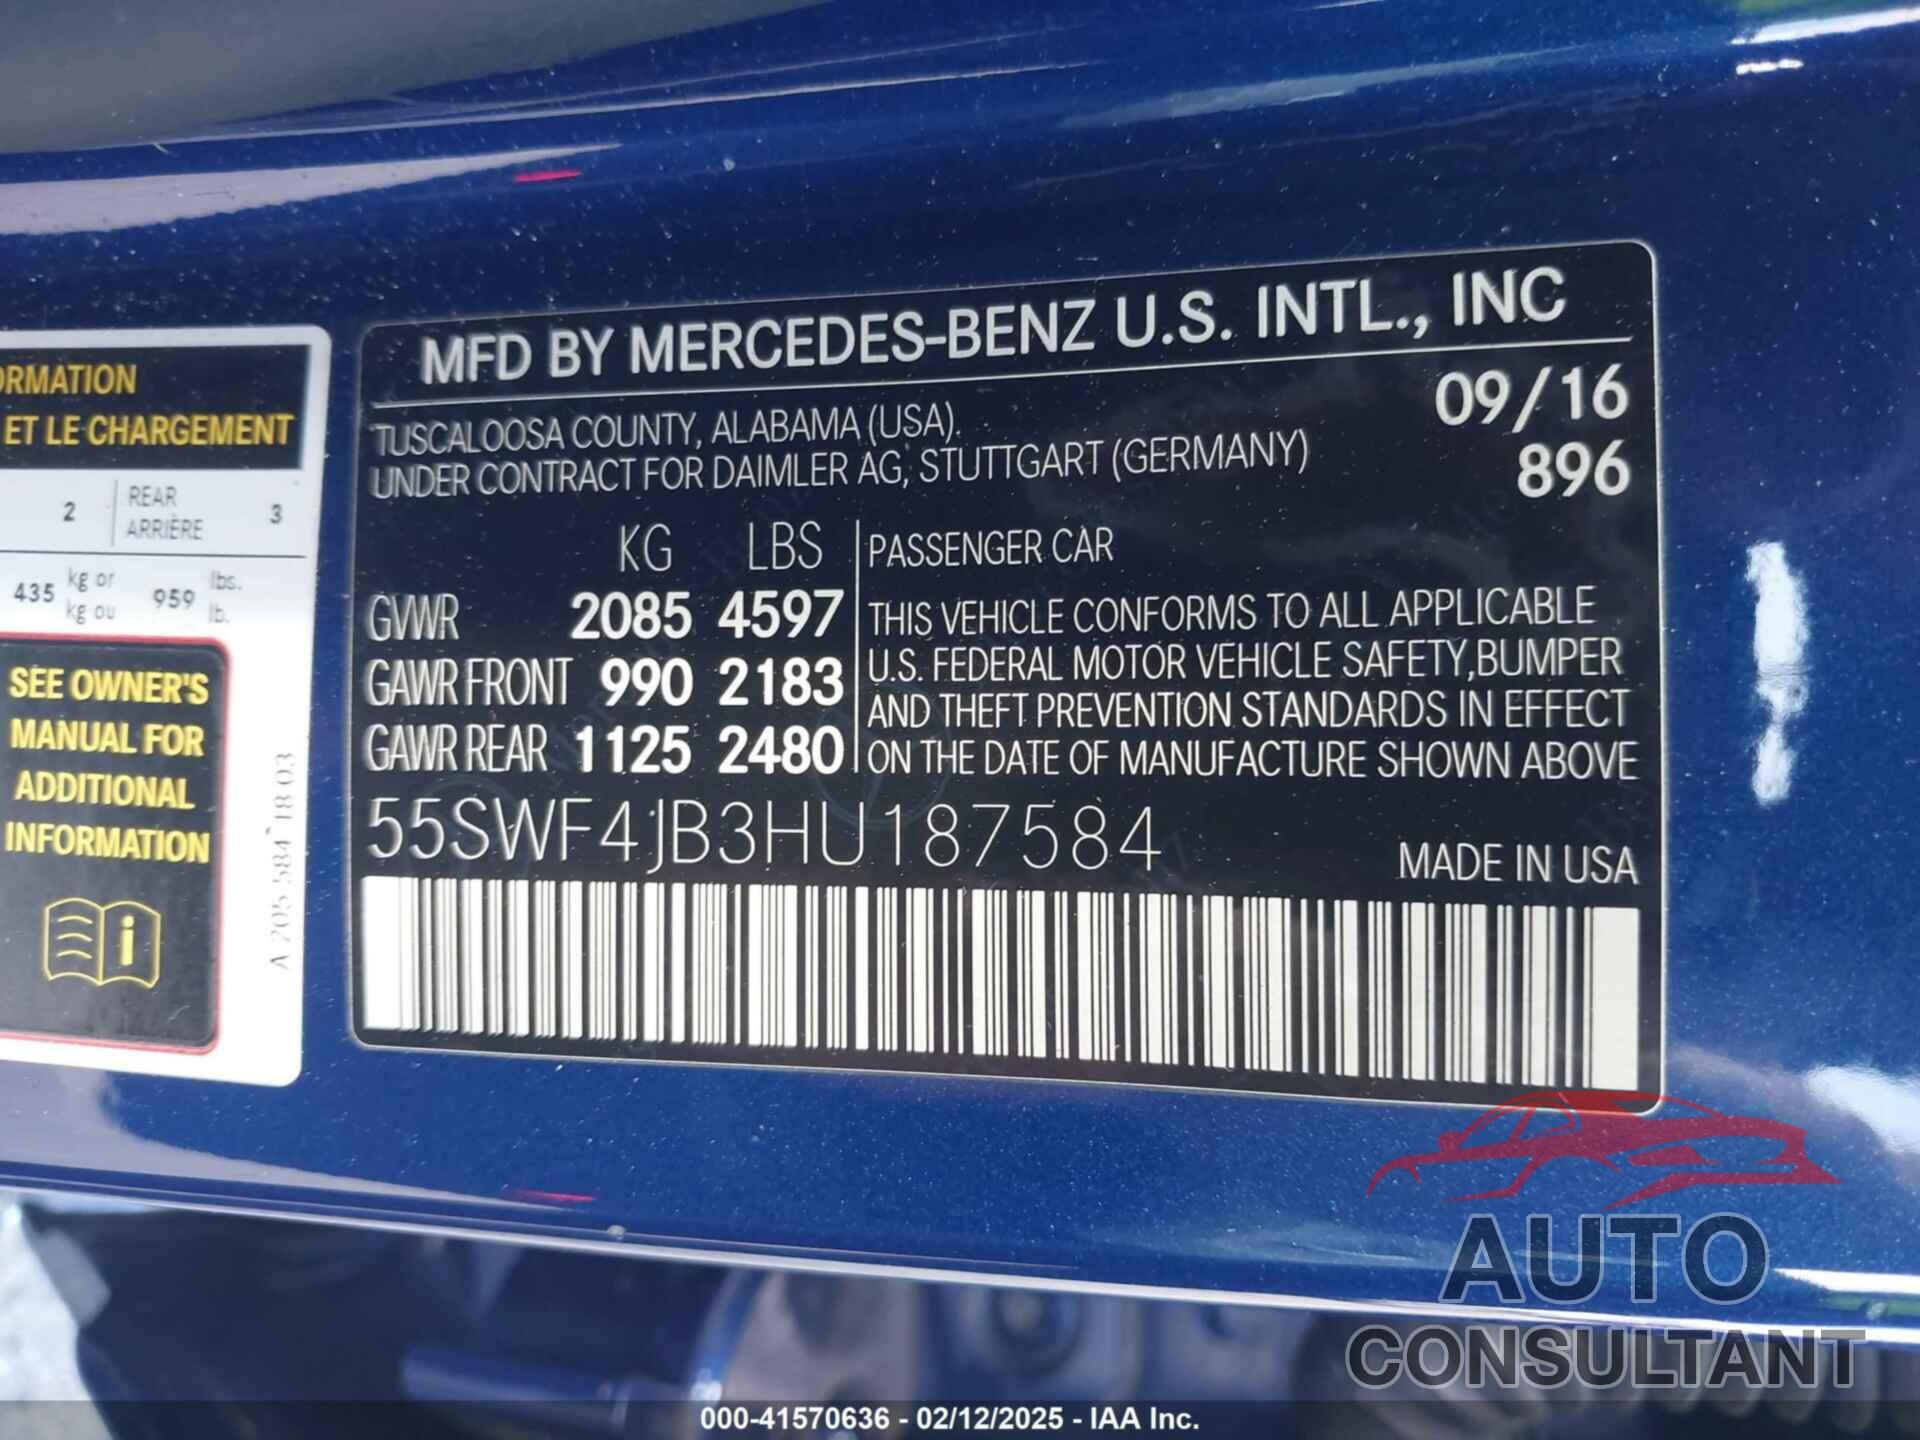 ORMATION
ET LE CHARGEMENT
2 REAR ARRIÈRE 3
435 kg or kg ou 959 lbs. lb.
SEE OWNER'S
MANUAL FOR
ADDITIONAL
INFORMATION
i
A 205 584 18 03
MFD BY MERCEDES-BENZ U.S. INTL., INC
TUSCALOOSA COUNTY, ALABAMA (USA). 09/16
UNDER CONTRACT FOR DAIMLER AG, STUTTGART (GERMANY) 896
KG LBS
GVWR 2085 4597
GAWR FRONT 990 2183
GAWR REAR 1125 2480
PASSENGER CAR
THIS VEHICLE CONFORMS TO ALL APPLICABLE
U.S. FEDERAL MOTOR VEHICLE SAFETY,BUMPER
AND THEFT PREVENTION STANDARDS IN EFFECT
ON THE DATE OF MANUFACTURE SHOWN ABOVE
55SWF4JB3HU187584
MADE IN USA
AUTO
CONSULTANT
000-41570636 - 02/12/2025 - IAA Inc.